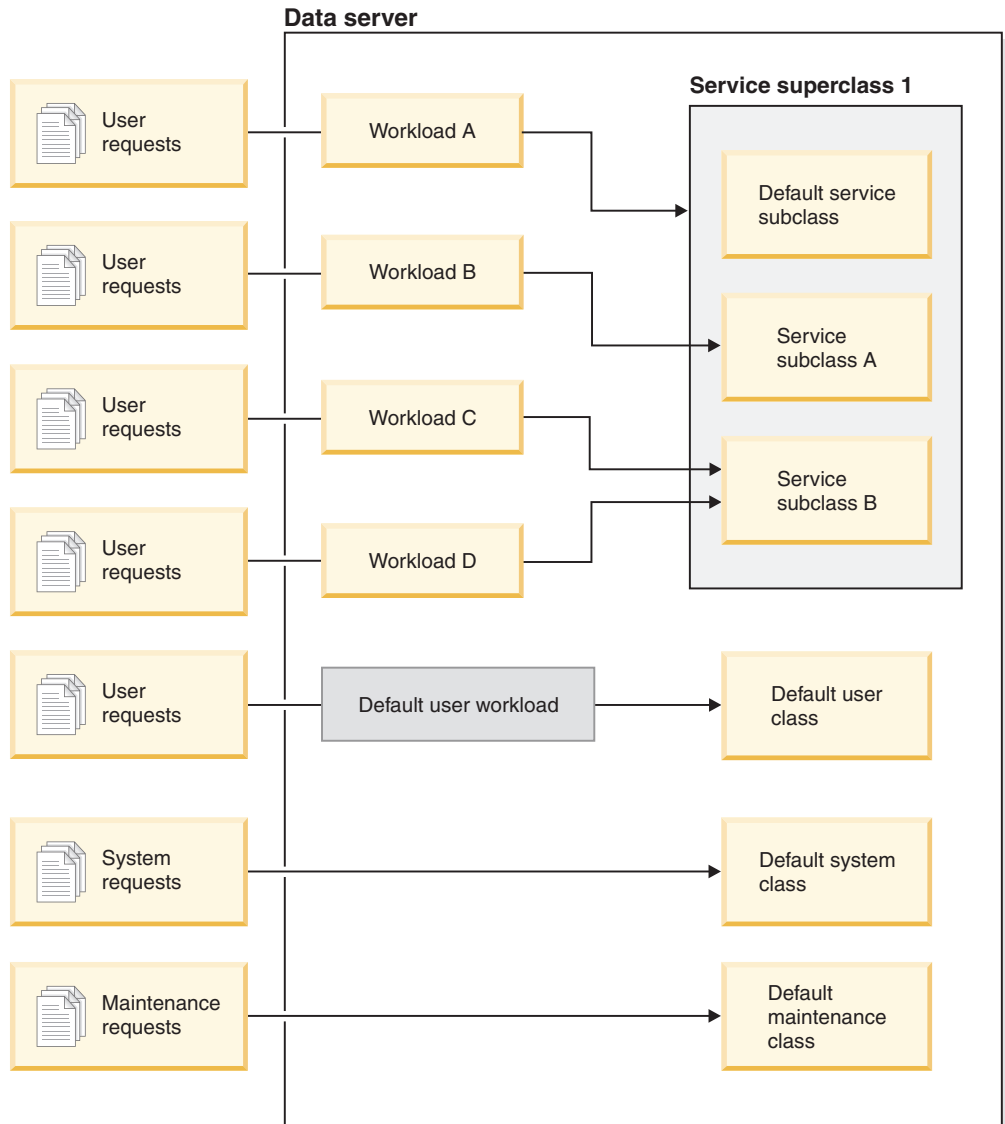 Data server
Service superclass 1
User
requests
Workload A
Default service
subclass
User
requests
Workload B
Service
subclass A
User
requests
Workload C
Service
subclass B
User
requests
Workload D
User
requests
Default user workload
Default user
class
System
requests
Default system
class
Maintenance
requests
Default
maintenance
class